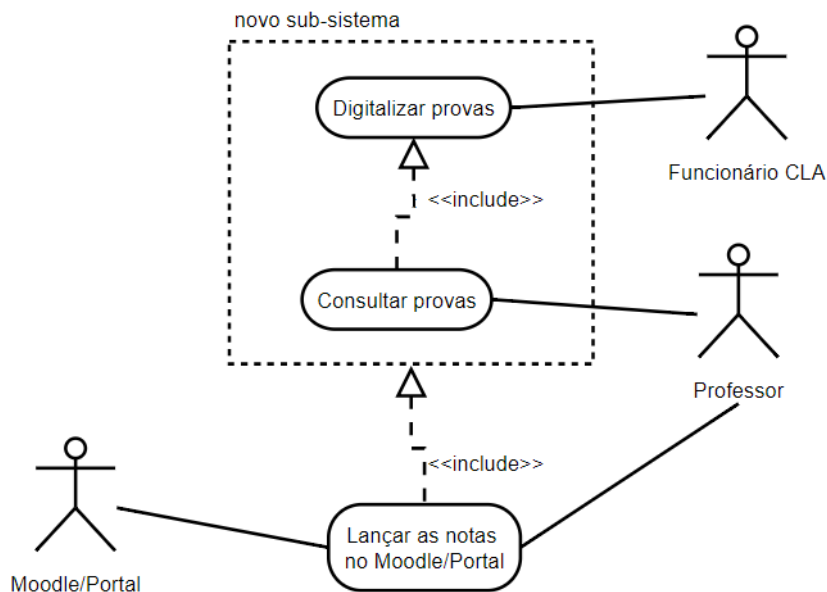 novo sub-sistema
Digitalizar provas
Funcionário CLA
<<include>>
Consultar provas
Professor
<<include>>
Lançar as notas
no Moodle/Portal
Moodle/Portal